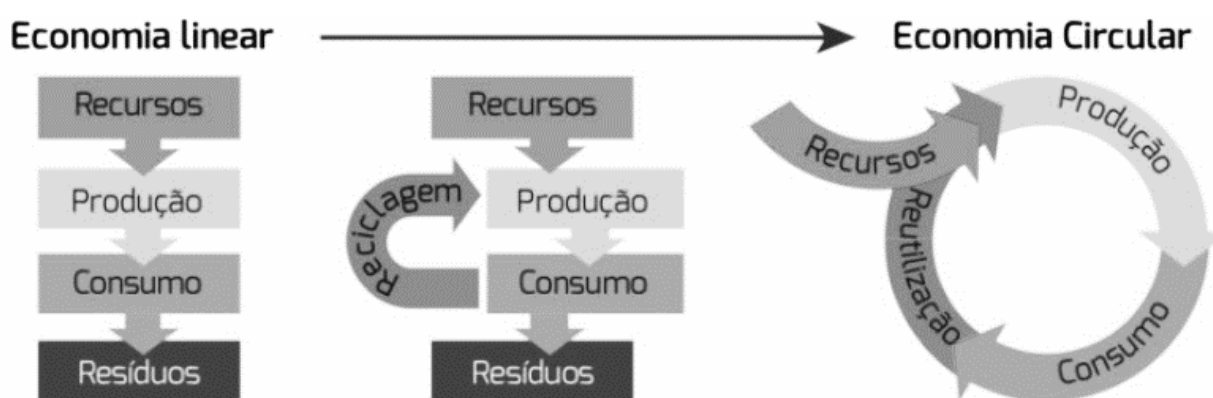 Economia linear
Economia Circular
Recursos
Produção
Consumo
Resíduos
Recursos
Reciclagem
Produção
Consumo
Resíduos
Recursos
Produção
Consumo
Reutilização